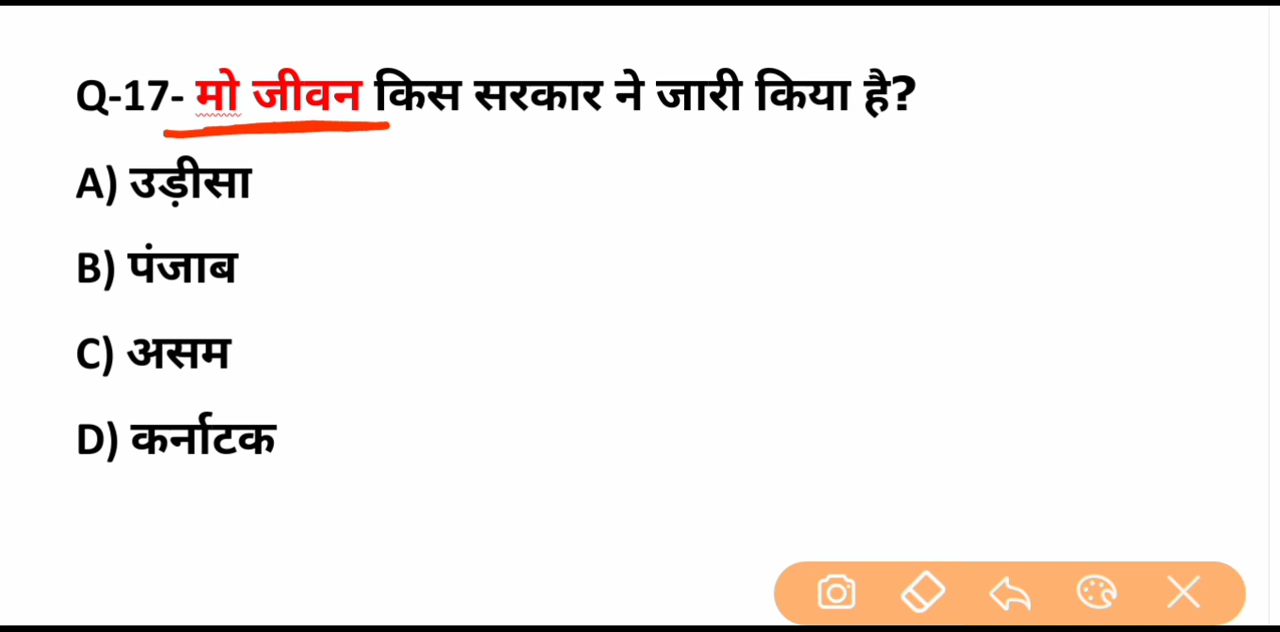 Q-17- मो जीवन किस सरकार ने जारी किया है?
A) उड़ीसा
B) पंजाब
C) असम
D) कर्नाटक